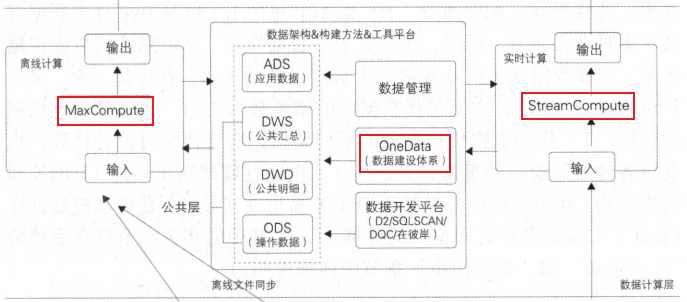 数据架构&构建方法&工具平台
离线计算
输出
MaxCompute
输入
ADS
(应用数据)
DWS
(公共汇总)
DWD
(公共明细)
ODS
(操作数据)
公共层
数据管理
OneData
(数据建设体系)
数据开发平台
(D2/SQLSCAN/
DQC/在彼岸)
实时计算
输出
StreamCompute
输入
离线文件同步
数据计算层